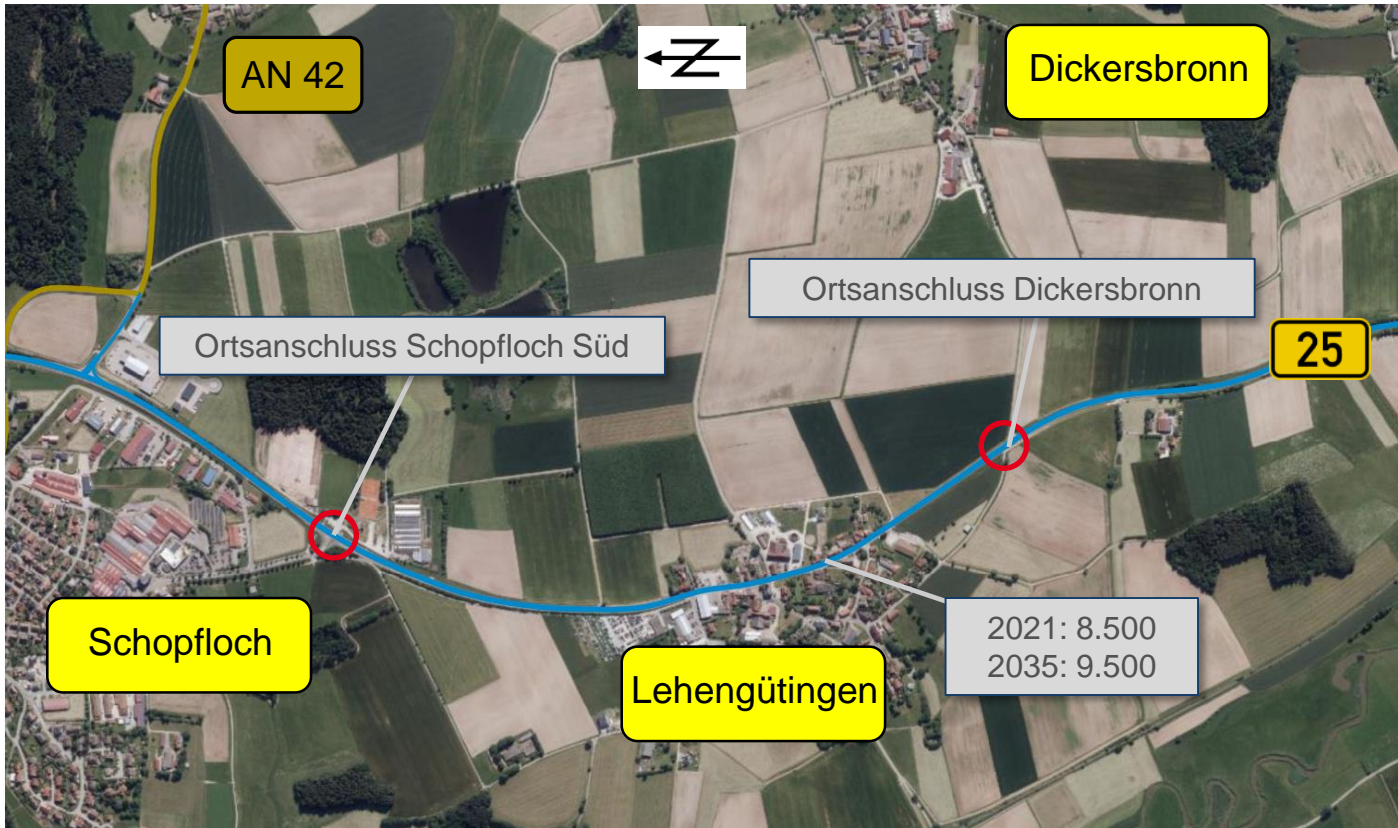 AN 42
Dickersbronn
Ortsanschluss Dickersbronn
25
Ortsanschluss Schopfloch Süd
Schopfloch
Lehengütingen
2021: 8.500
2035: 9.500